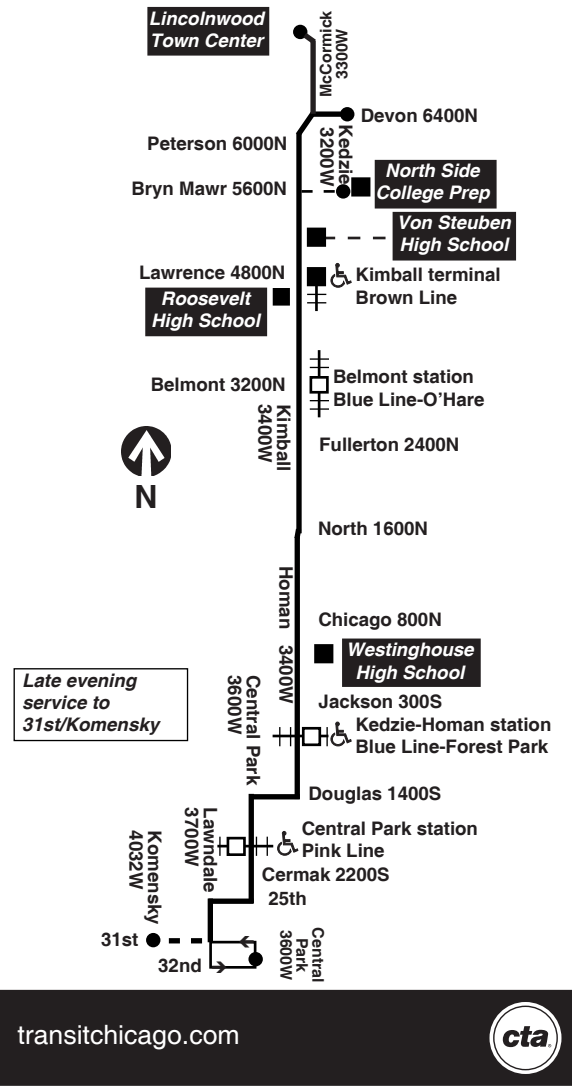 Lincolnwood
Town Center
McCormick
3300W
Devon 6400N
Peterson 6000N
Kedzie
3200W
Bryn Mawr 5600N
North Side
College Prep
Von Steuben
High School
Lawrence 4800N
Kimball terminal
Brown Line
Roosevelt
High School
Belmont 3200N
Belmont station
Blue Line-O'Hare
Kimball
3400W
Fullerton 2400N
N
North 1600N
Homan 3400W
Chicago 800N
Westinghouse
High School
Late evening
service to
31st/Komensky
Central Park
3600W
Jackson 300S
Kedzie-Homan station
Blue Line-Forest Park
Douglas 1400S
Lawndale
3700W
Central Park station
Pink Line
Komensky
4032W
Cermak 2200S
25th
31st
32nd
Central
Park
3600W
transitchicago.com
cta